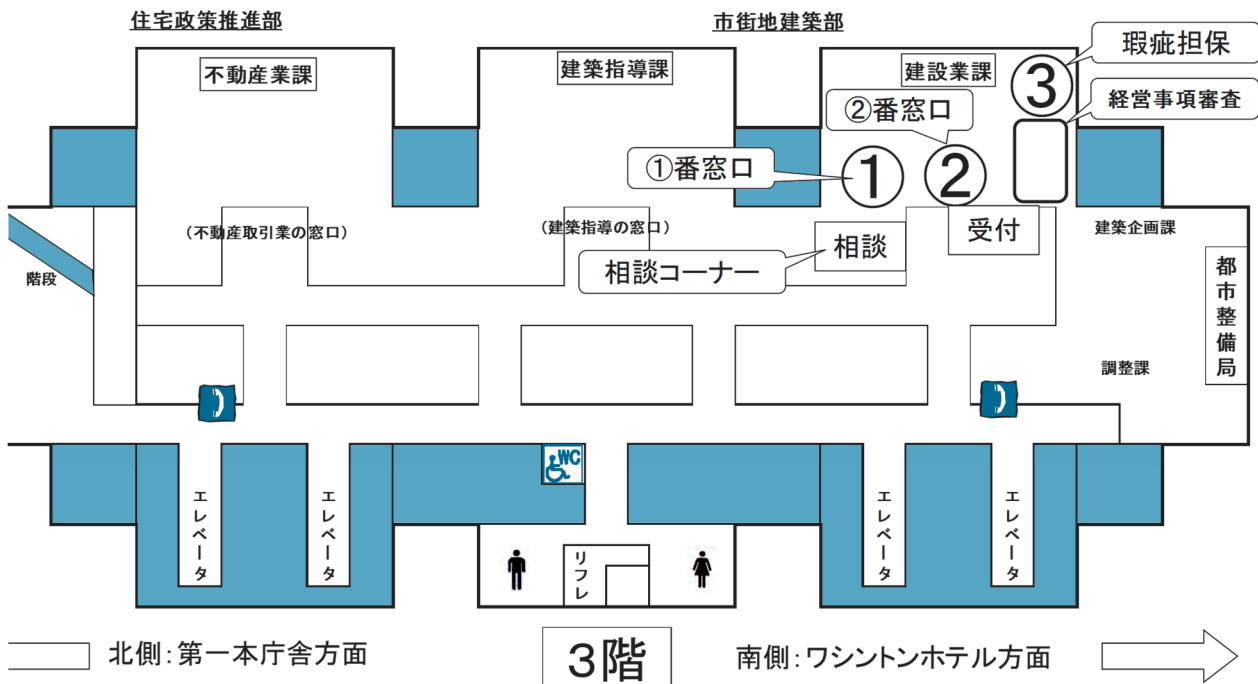 住宅政策推進部
市街地建築部
不動産業課
建築指導課
建設業課
③
瑕疵担保
経営事項審査
②番窓口
①番窓口
①
②
(不動産取引業の窓口)
(建築指導の窓口)
相談
受付
建築企画課
相談コーナー
階段
都市整備局
調整課
WC
エレベータ
エレベータ
エレベータ
エレベータ
リフレ
北側:第一本庁舎方面
3階
南側:ワシントンホテル方面